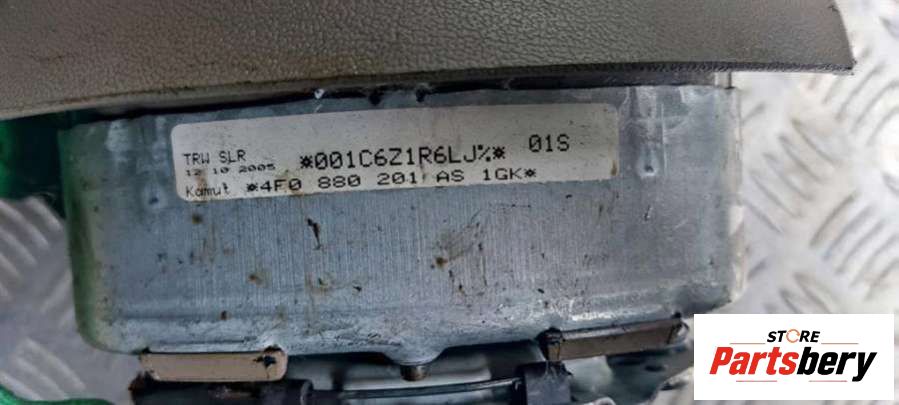 TRW SLR
12 10 2005
*001C6Z1R6LJ%* 01S
Kamut *4F0 880 201 AS 1GK*
STORE
Partsbery